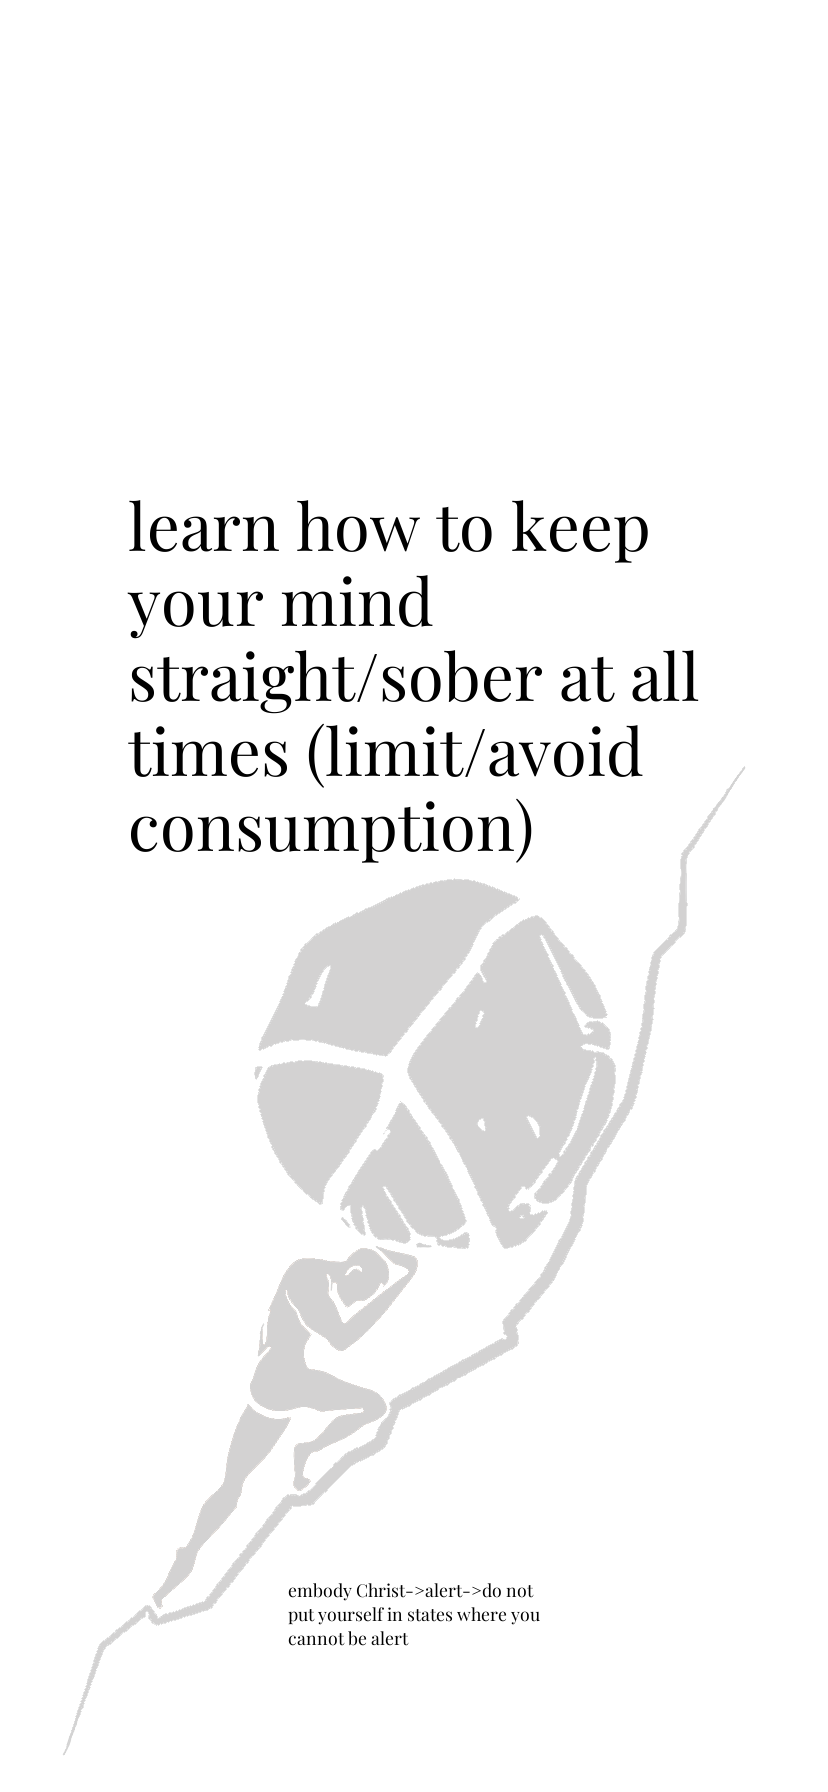 learn how to keep
your mind
straight/sober at all
times (limit/avoid
consumption)
embody Christ->alert->do not
put yourself in states where you
cannot be alert